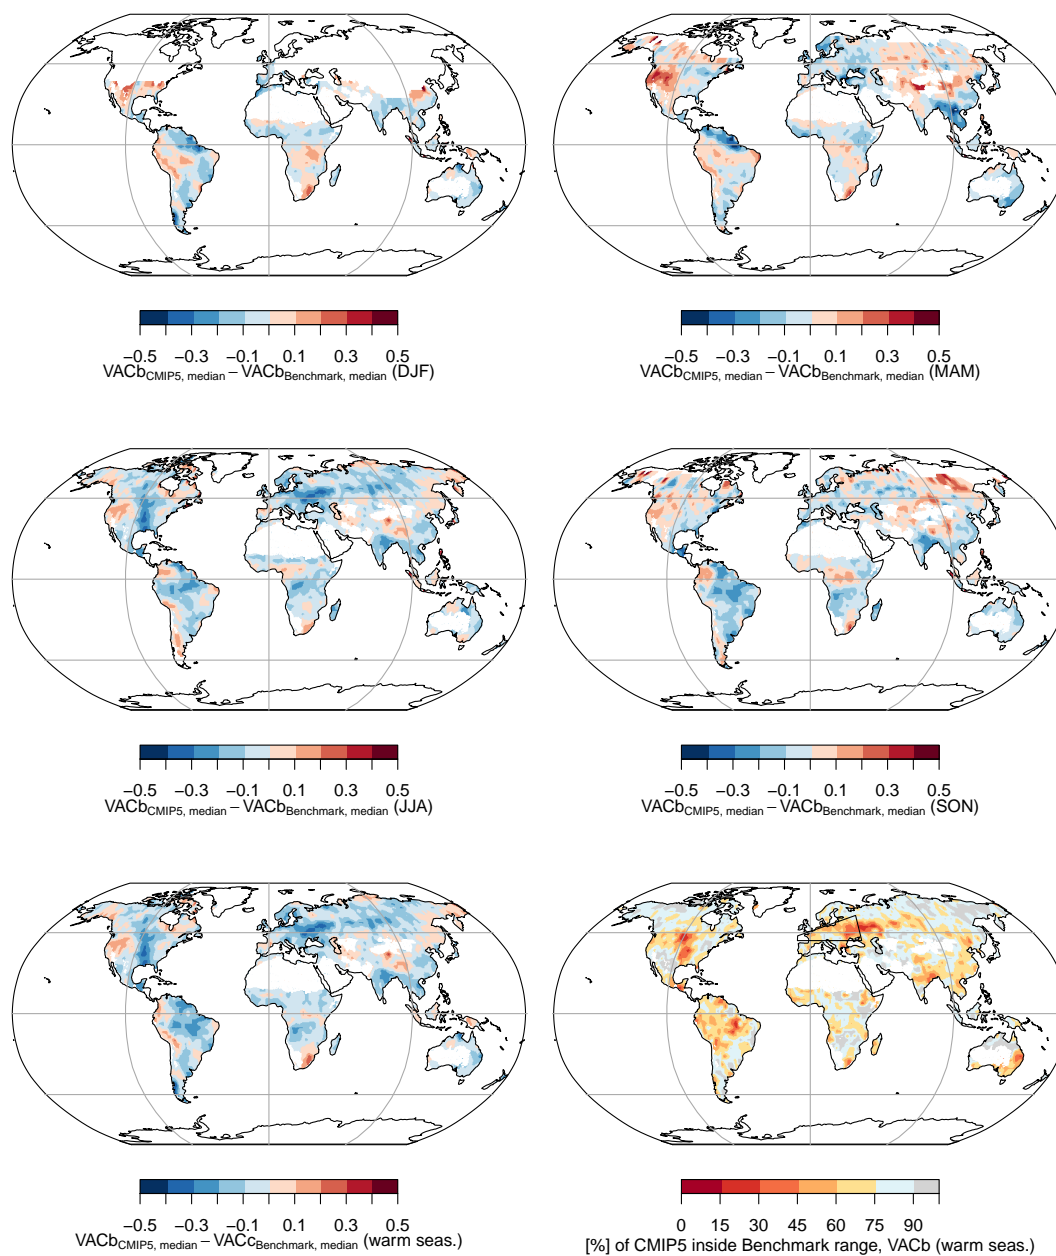 −0.5 −0.3 −0.1 0.1 0.3 0.5
VACbCMIP5, median − VACbBenchmark, median (DJF)
−0.5 −0.3 −0.1 0.1 0.3 0.5
VACbCMIP5, median − VACbBenchmark, median (MAM)
−0.5 −0.3 −0.1 0.1 0.3 0.5
VACbCMIP5, median − VACbBenchmark, median (JJA)
−0.5 −0.3 −0.1 0.1 0.3 0.5
VACbCMIP5, median − VACbBenchmark, median (SON)
−0.5 −0.3 −0.1 0.1 0.3 0.5
VACbCMIP5, median − VACcBenchmark, median (warm seas.)
0 15 30 45 60 75 90
[%] of CMIP5 inside Benchmark range, VACb (warm seas.)